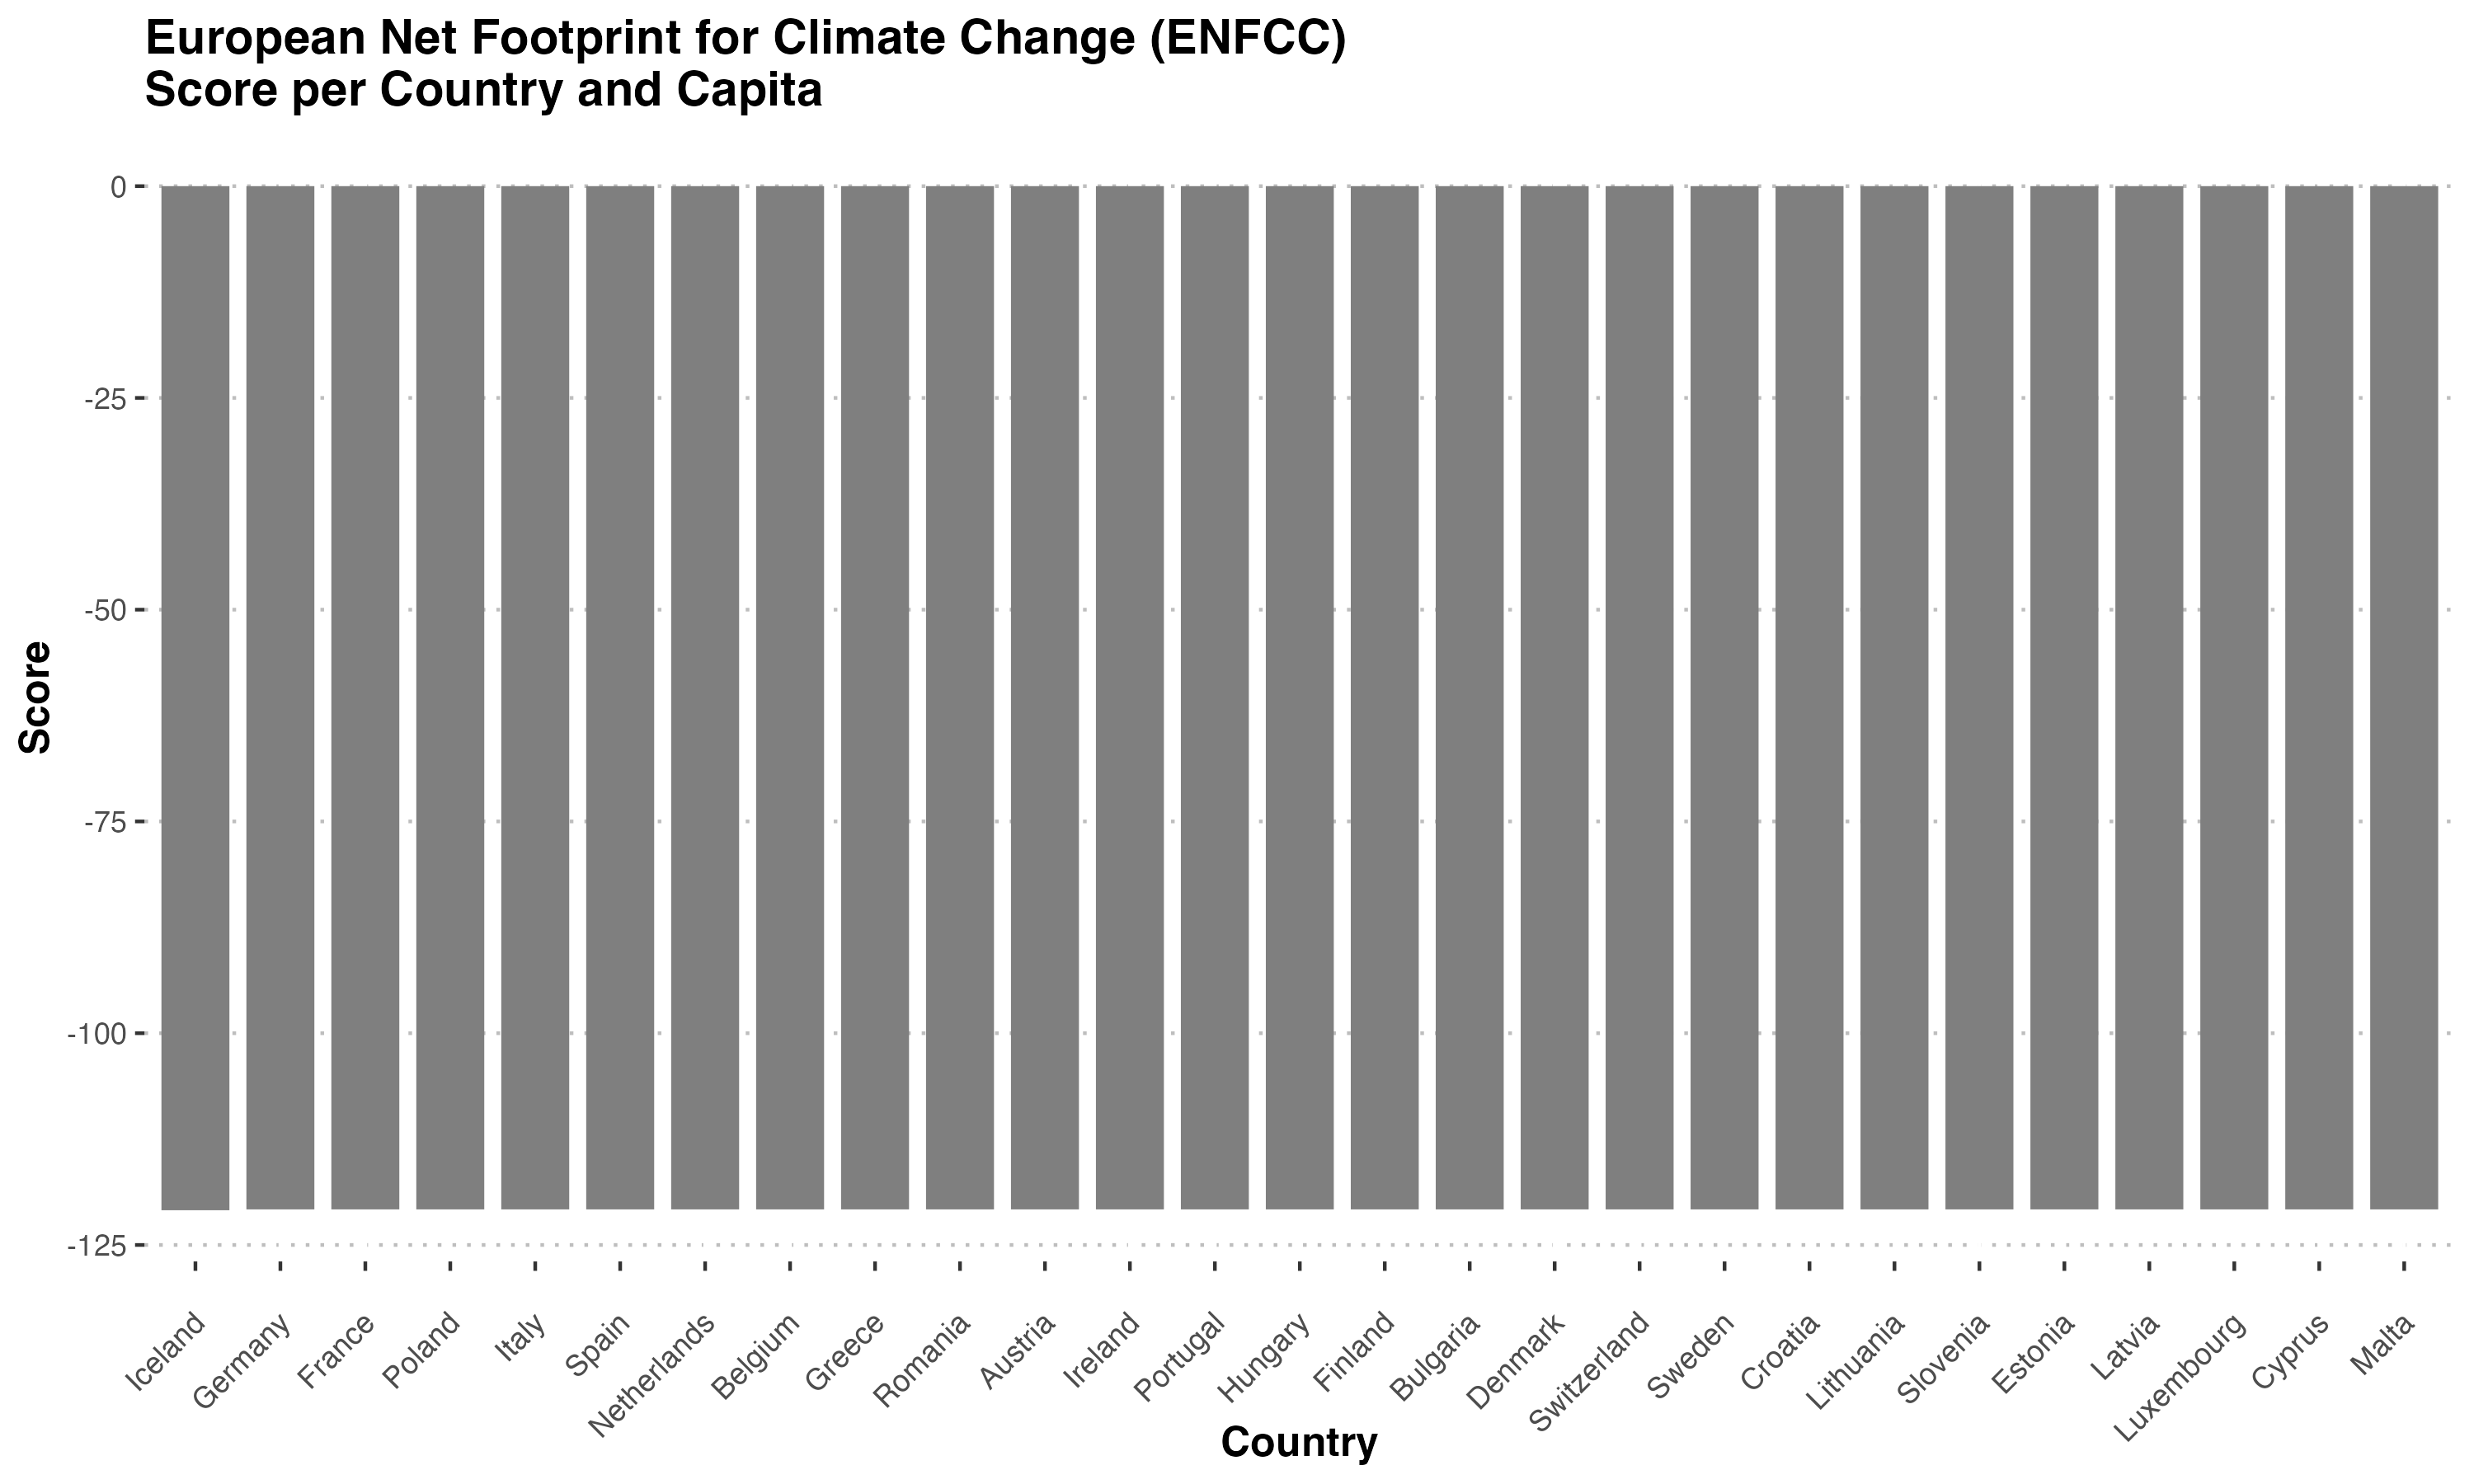 European Net Footprint for Climate Change (ENFCC)
Score per Country and Capita
0
-25
-50
-75
-100
-125
Score
Iceland
Germany
France
Poland
Italy
Spain
Netherlands
Belgium
Greece
Romania
Austria
Ireland
Portugal
Hungary
Finland
Bulgaria
Denmark
Switzerland
Sweden
Croatia
Lithuania
Slovenia
Estonia
Latvia
Luxembourg
Cyprus
Malta
Country